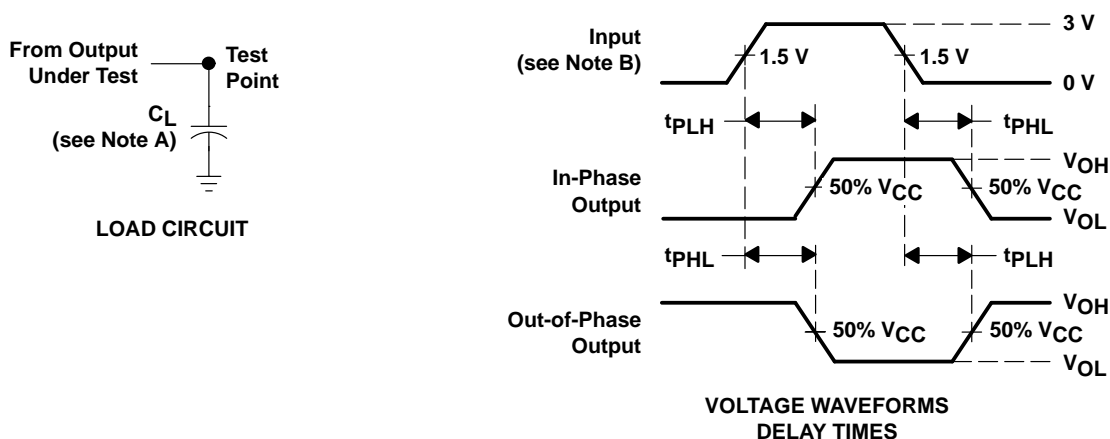 From Output
Under Test
Test
Point
CL
(see Note A)
LOAD CIRCUIT
Input
(see Note B)
1.5 V
1.5 V
3 V
0 V
tPLH
tPHL
In-Phase
Output
50% VCC
50% VCC
VOH
VOL
tPHL
tPLH
Out-of-Phase
Output
50% VCC
50% VCC
VOH
VOL
VOLTAGE WAVEFORMS
DELAY TIMES